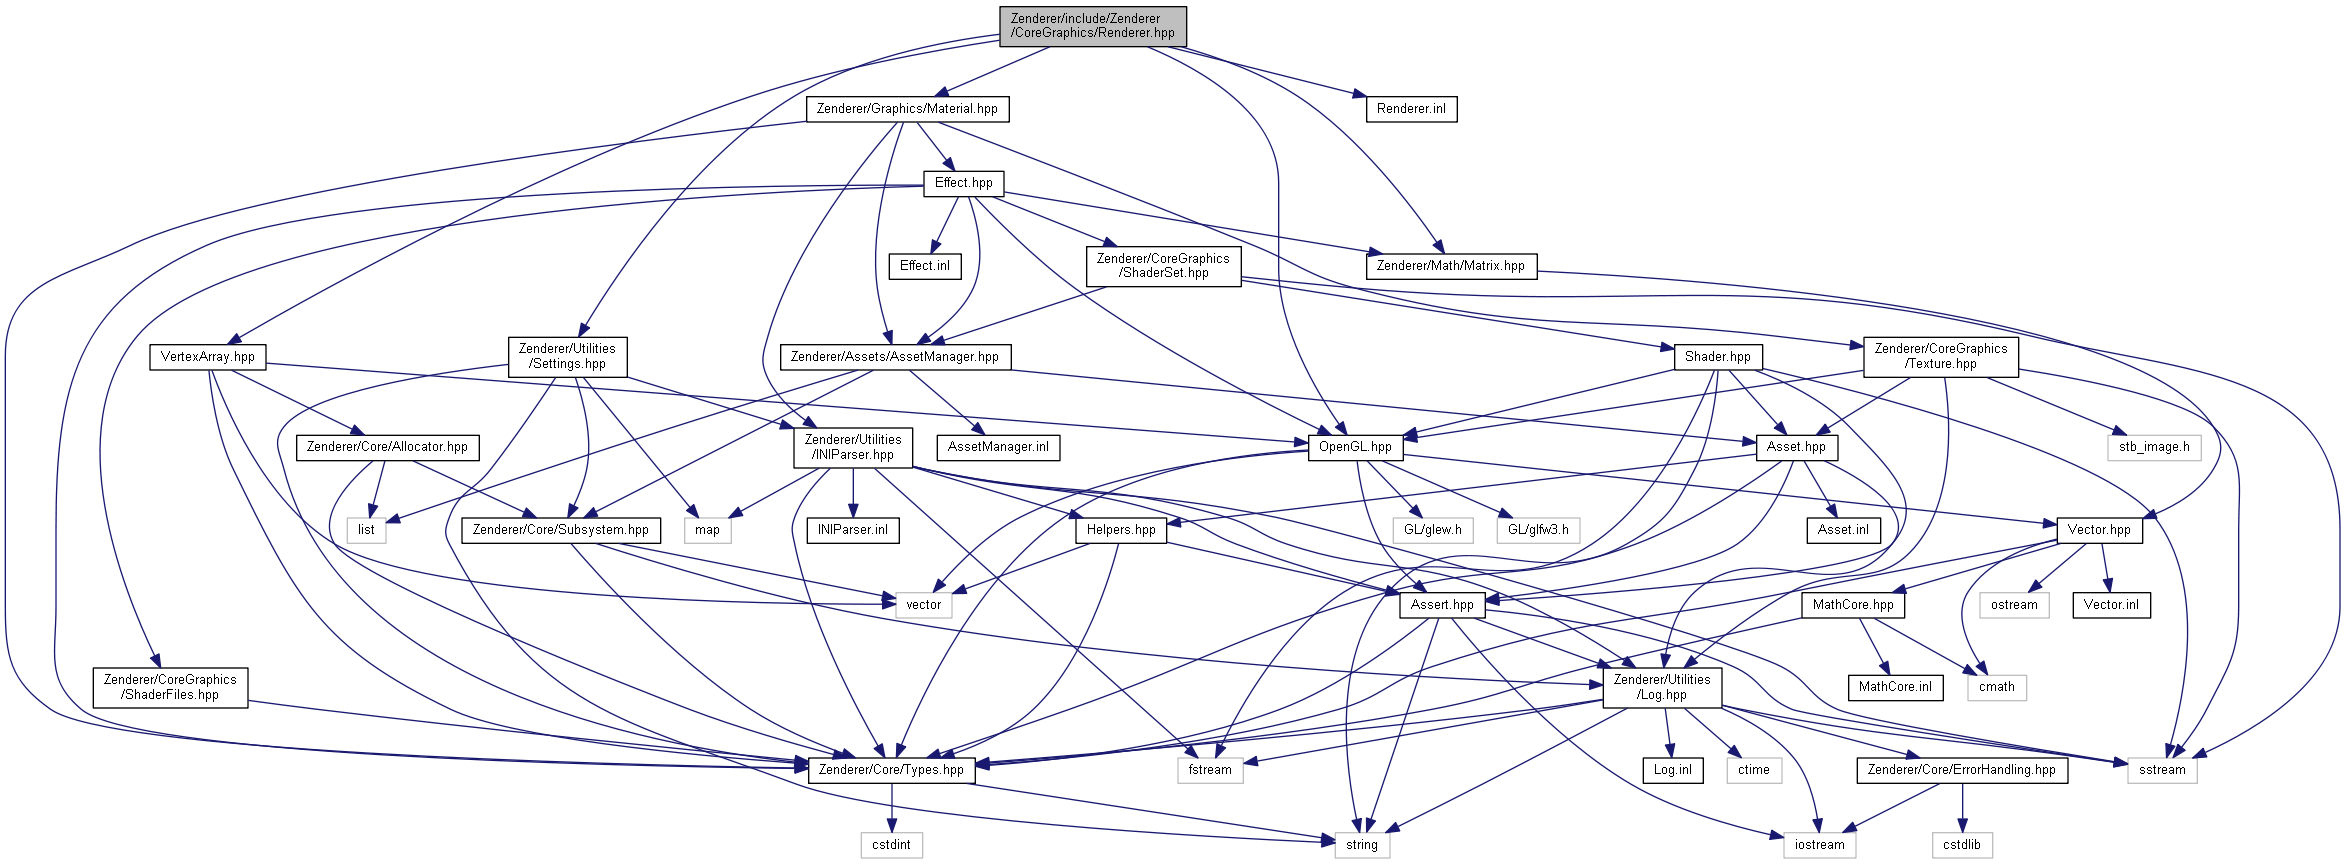 Zenderer/include/Zenderer
/CoreGraphics/Renderer.hpp
Zenderer/Graphics/Material.hpp
Renderer.inl
Effect.hpp
Effect.inl
Zenderer/CoreGraphics
/ShaderSet.hpp
Zenderer/Math/Matrix.hpp
VertexArray.hpp
Zenderer/Utilities
/Settings.hpp
Zenderer/Assets/AssetManager.hpp
Shader.hpp
Zenderer/CoreGraphics
/Texture.hpp
Zenderer/Core/Allocator.hpp
Zenderer/Utilities
/INIParser.hpp
AssetManager.inl
OpenGL.hpp
Asset.hpp
stb_image.h
list
Zenderer/Core/Subsystem.hpp
map
INIParser.inl
Helpers.hpp
GL/glew.h
GL/glfw3.h
Asset.inl
Vector.hpp
vector
Assert.hpp
MathCore.hpp
ostream
Vector.inl
Zenderer/CoreGraphics
/ShaderFiles.hpp
Zenderer/Utilities
/Log.hpp
MathCore.inl
cmath
Zenderer/Core/Types.hpp
fstream
Log.inl
ctime
Zenderer/Core/ErrorHandling.hpp
sstream
cstdint
string
iostream
cstdlib